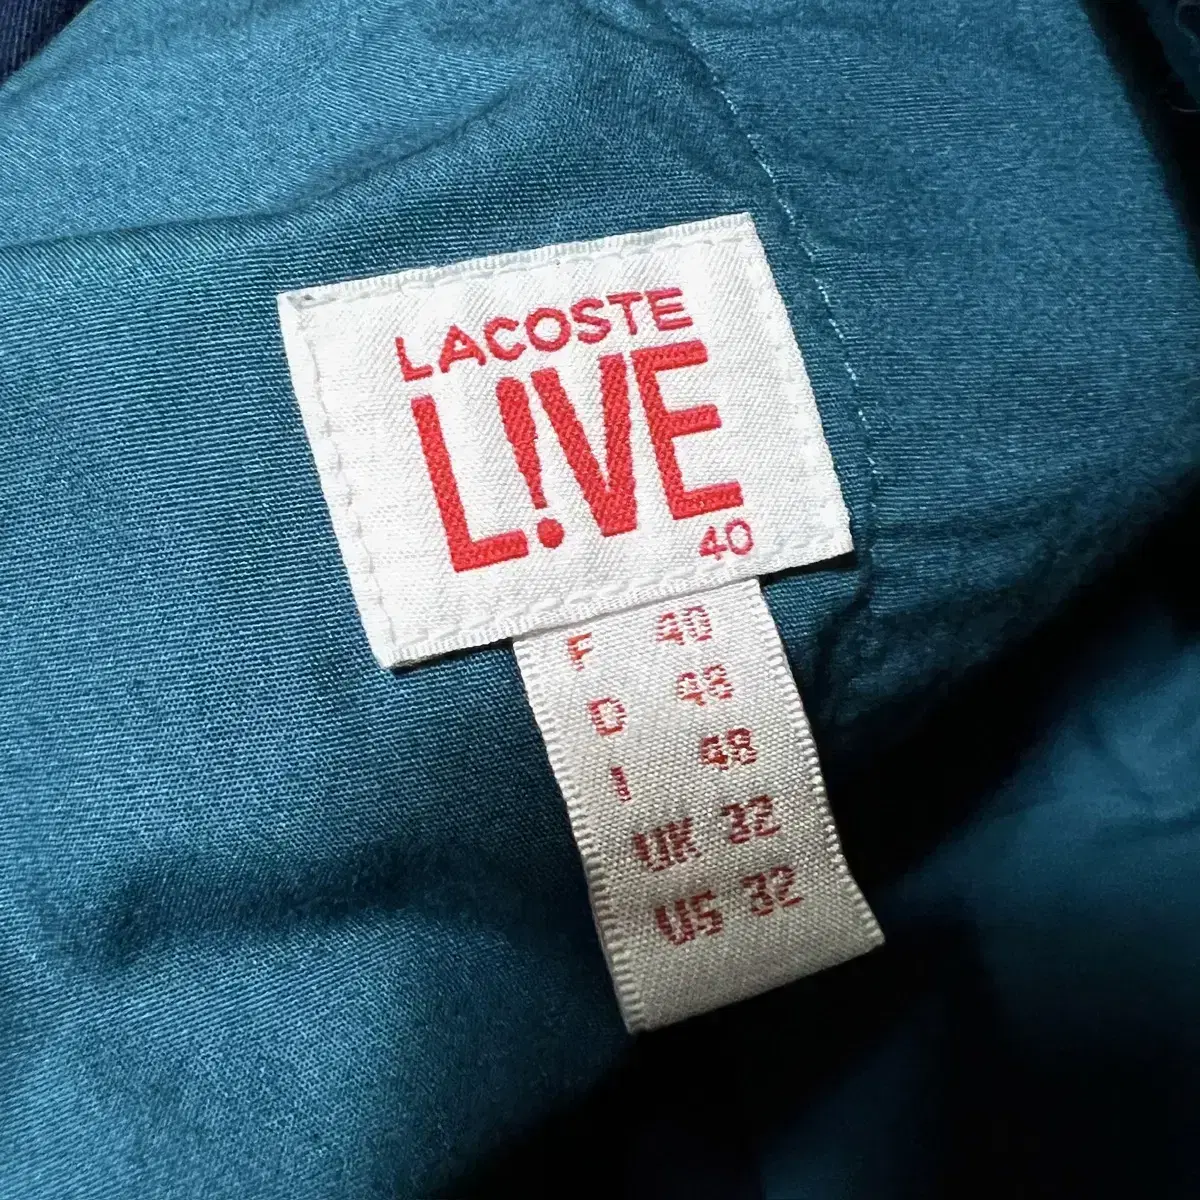 LACOSTE
L!VE
40
F 40
D 48
I 48
UK 32
US 32